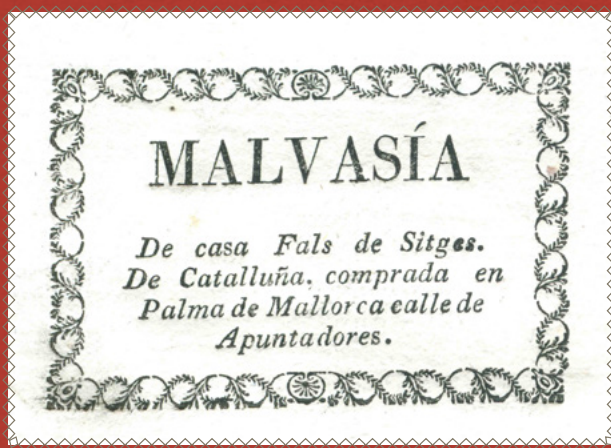 MALVASÍA
De casa Fals de Sitges.
De Catalluña. comprada en
Palma de Mallorca calle de
Apuntadores.